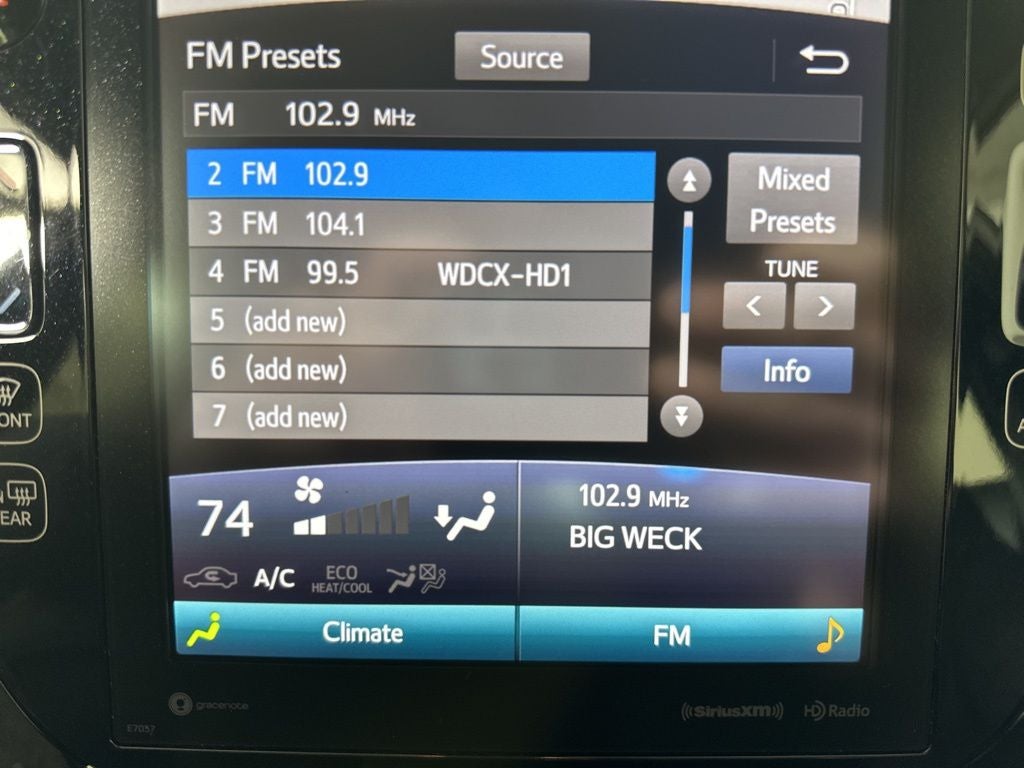 FM Presets Source
FM 102.9 MHz
2 FM 102.9
3 FM 104.1
4 FM 99.5 WDCX-HD1
5 (add new)
6 (add new)
7 (add new)
Mixed
Presets
TUNE
< >
Info
74
A/C ECO
HEAT/COOL
102.9 MHz
BIG WECK
Climate
FM
ONT
EAR
gracenote
E7037
((SiriusXM))
HD Radio
A